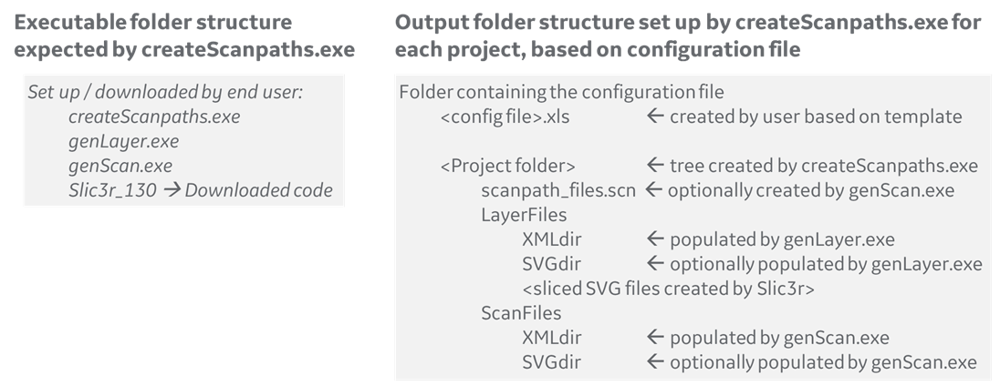 Executable folder structure
expected by createScanpaths.exe
Set up / downloaded by end user:
createScanpaths.exe
genLayer.exe
genScan.exe
Slic3r_130 → Downloaded code
Output folder structure set up by createScanpaths.exe for
each project, based on configuration file
Folder containing the configuration file
<config file>.xls ← created by user based on template
<Project folder> ← tree created by createScanpaths.exe
scanpath_files.scn ← optionally created by genScan.exe
LayerFiles
XMLdir ← populated by genLayer.exe
SVGdir ← optionally populated by genLayer.exe
<sliced SVG files created by Slic3r>
ScanFiles
XMLdir ← populated by genScan.exe
SVGdir ← optionally populated by genScan.exe